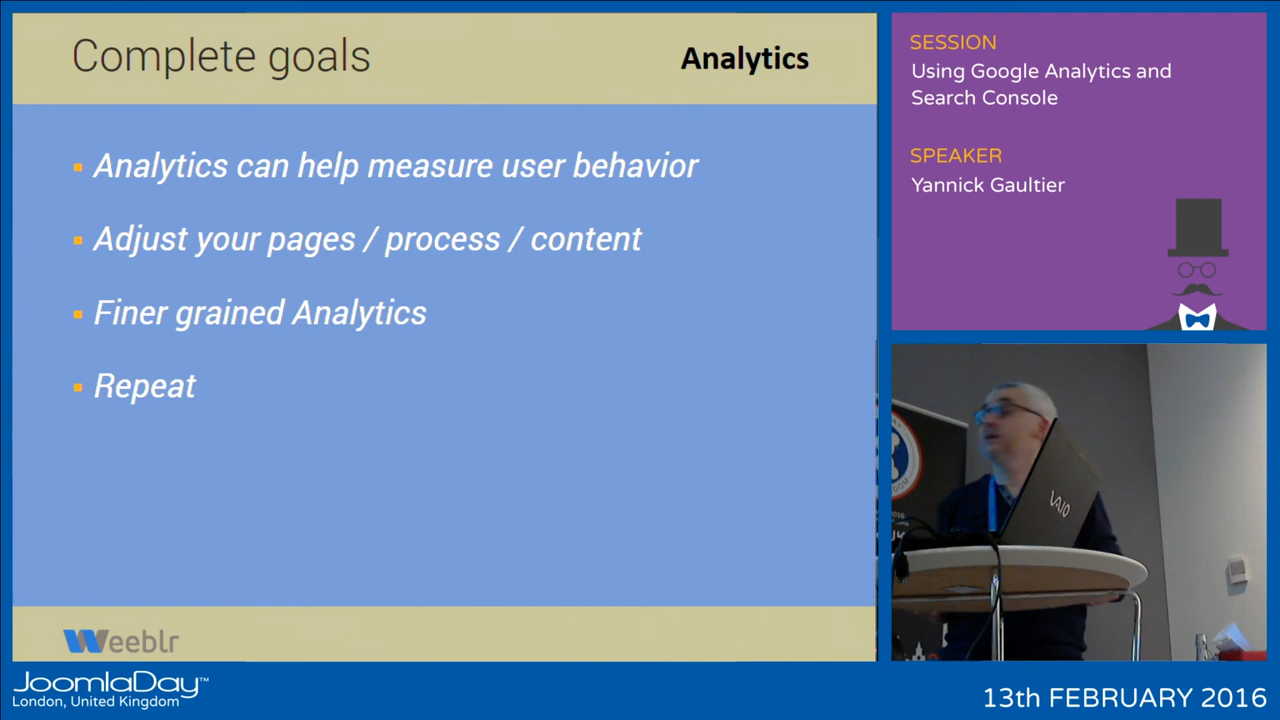 Complete goals
Analytics
Analytics can help measure user behavior
Adjust your pages / process / content
Finer grained Analytics
Repeat
Weeblr
SESSION
Using Google Analytics and
Search Console
SPEAKER
Yannick Gaultier
VAIO
JoomlaDay™
London, United Kingdom
13th FEBRUARY 2016